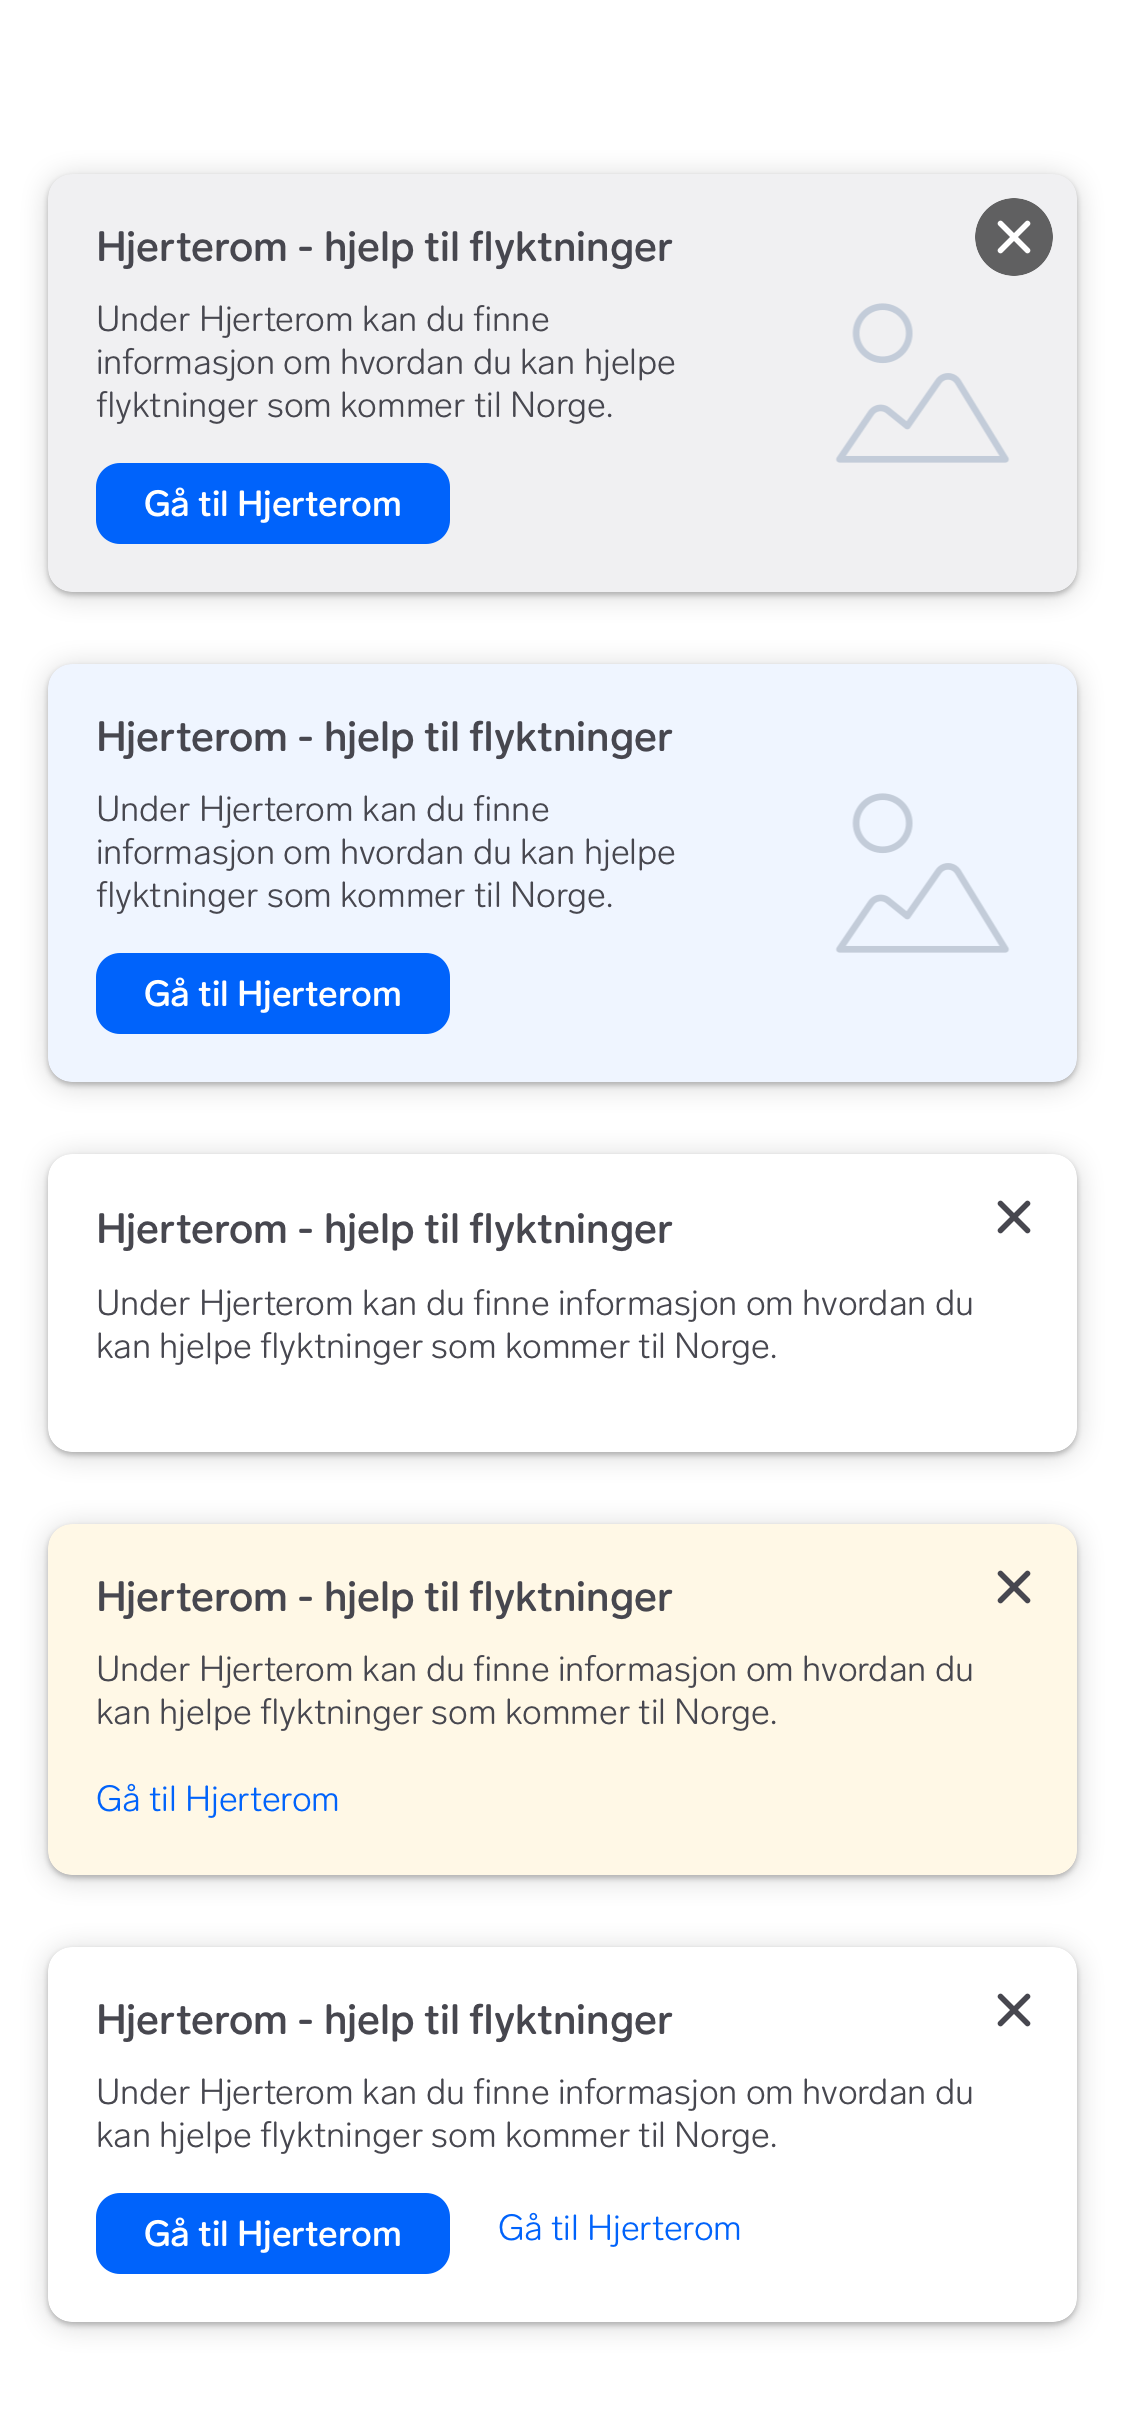 Hjerterom - hjelp til flyktninger
Under Hjerterom kan du finne
informasjon om hvordan du kan hjelpe
flyktninger som kommer til Norge.
Gå til Hjerterom
Hjerterom - hjelp til flyktninger
Under Hjerterom kan du finne
informasjon om hvordan du kan hjelpe
flyktninger som kommer til Norge.
Gå til Hjerterom
Hjerterom - hjelp til flyktninger
Under Hjerterom kan du finne informasjon om hvordan du
kan hjelpe flyktninger som kommer til Norge.
Hjerterom - hjelp til flyktninger
Under Hjerterom kan du finne informasjon om hvordan du
kan hjelpe flyktninger som kommer til Norge.
Gå til Hjerterom
Hjerterom - hjelp til flyktninger
Under Hjerterom kan du finne informasjon om hvordan du
kan hjelpe flyktninger som kommer til Norge.
Gå til Hjerterom Gå til Hjerterom